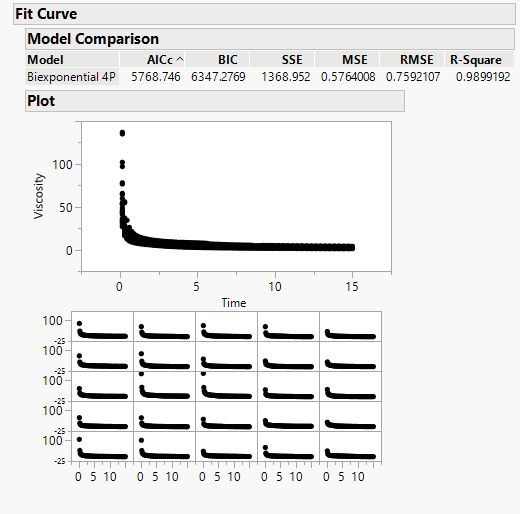 Fit Curve
Model Comparison
Model AICc BIC SSE MSE RMSE R-Square
Biexponential 4P 5768.746 6347.2769 1368.952 0.5764008 0.7592107 0.9899192
Plot
Viscosity
100
50
0
0 5 10 15
Time
100
-25
100
-25
100
-25
100
-25
100
-25
0 5 10 0 5 10 0 5 10 0 5 10 0 5 10